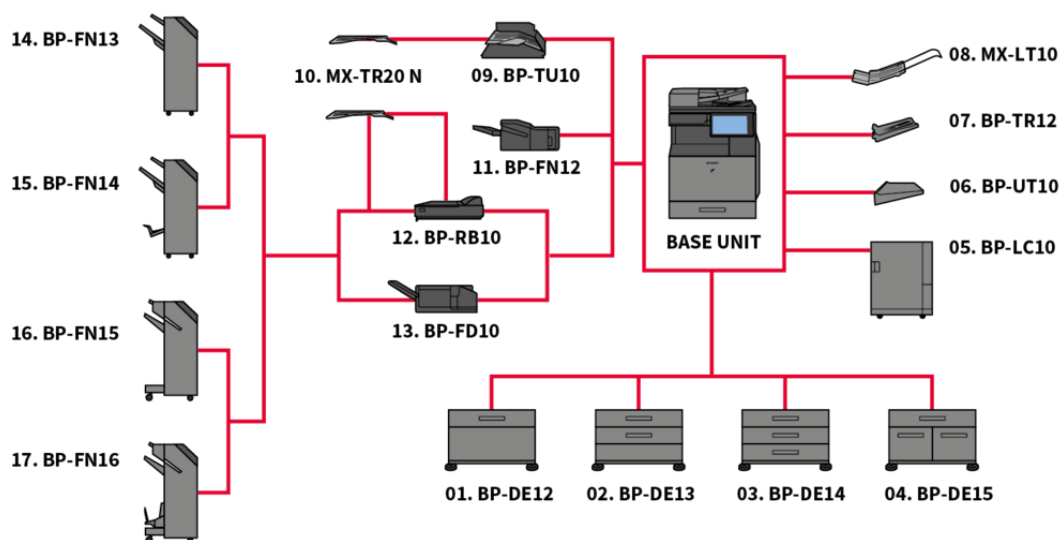 14. BP-FN13
10. MX-TR20 N
09. BP-TU10
08. MX-LT10
07. BP-TR12
11. BP-FN12
15. BP-FN14
06. BP-UT10
12. BP-RB10
BASE UNIT
05. BP-LC10
16. BP-FN15
13. BP-FD10
17. BP-FN16
01. BP-DE12
02. BP-DE13
03. BP-DE14
04. BP-DE15